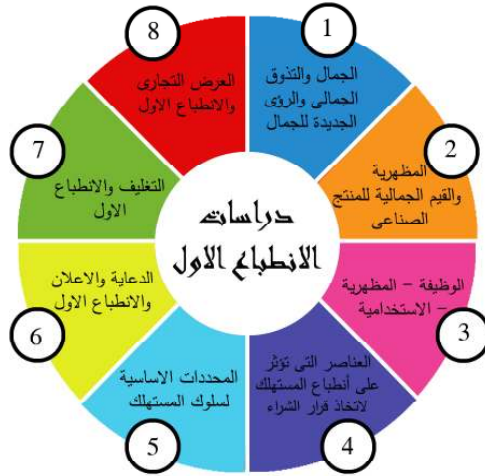 دراسات
الانطباع الاول
1
الجمال والتذوق
الجمالى والرؤى
الجديدة للجمال
2
المظهرية
والقيم الجمالية للمنتج
الصناعى
3
الوظيفة – المظهرية
– الاستخدامية
4
العناصر التى تؤثر
على أنطباع المستهلك
لاتخاذ قرار الشراء
5
المحددات الاساسية
لسلوك المستهلك
6
الدعاية والاعلان
والانطباع الاول
7
التغليف والانطباع
الاول
8
العرض التجارى
والانطباع الاول